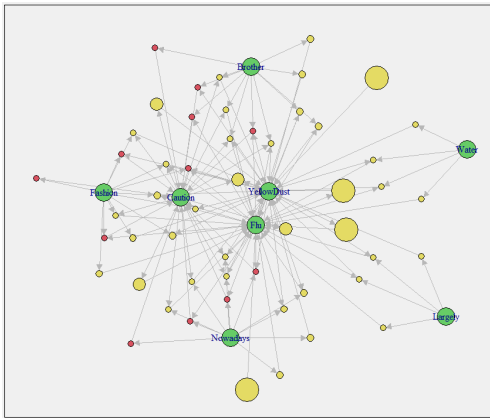 Brother
Water
Fashion
Caution
YellowDust
Flu
Largely
Nowadays